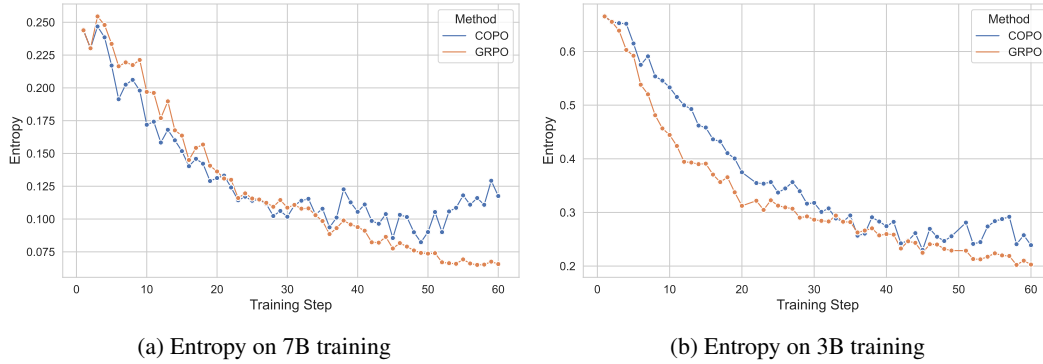 0.250
0.225
0.200
0.175
0.150
0.125
0.100
0.075
Entropy
0
10
20
30
40
50
60
Training Step
Method
COPO
GRPO
(a) Entropy on 7B training
0.6
0.5
0.4
0.3
0.2
Entropy
0
10
20
30
40
50
60
Training Step
Method
COPO
GRPO
(b) Entropy on 3B training